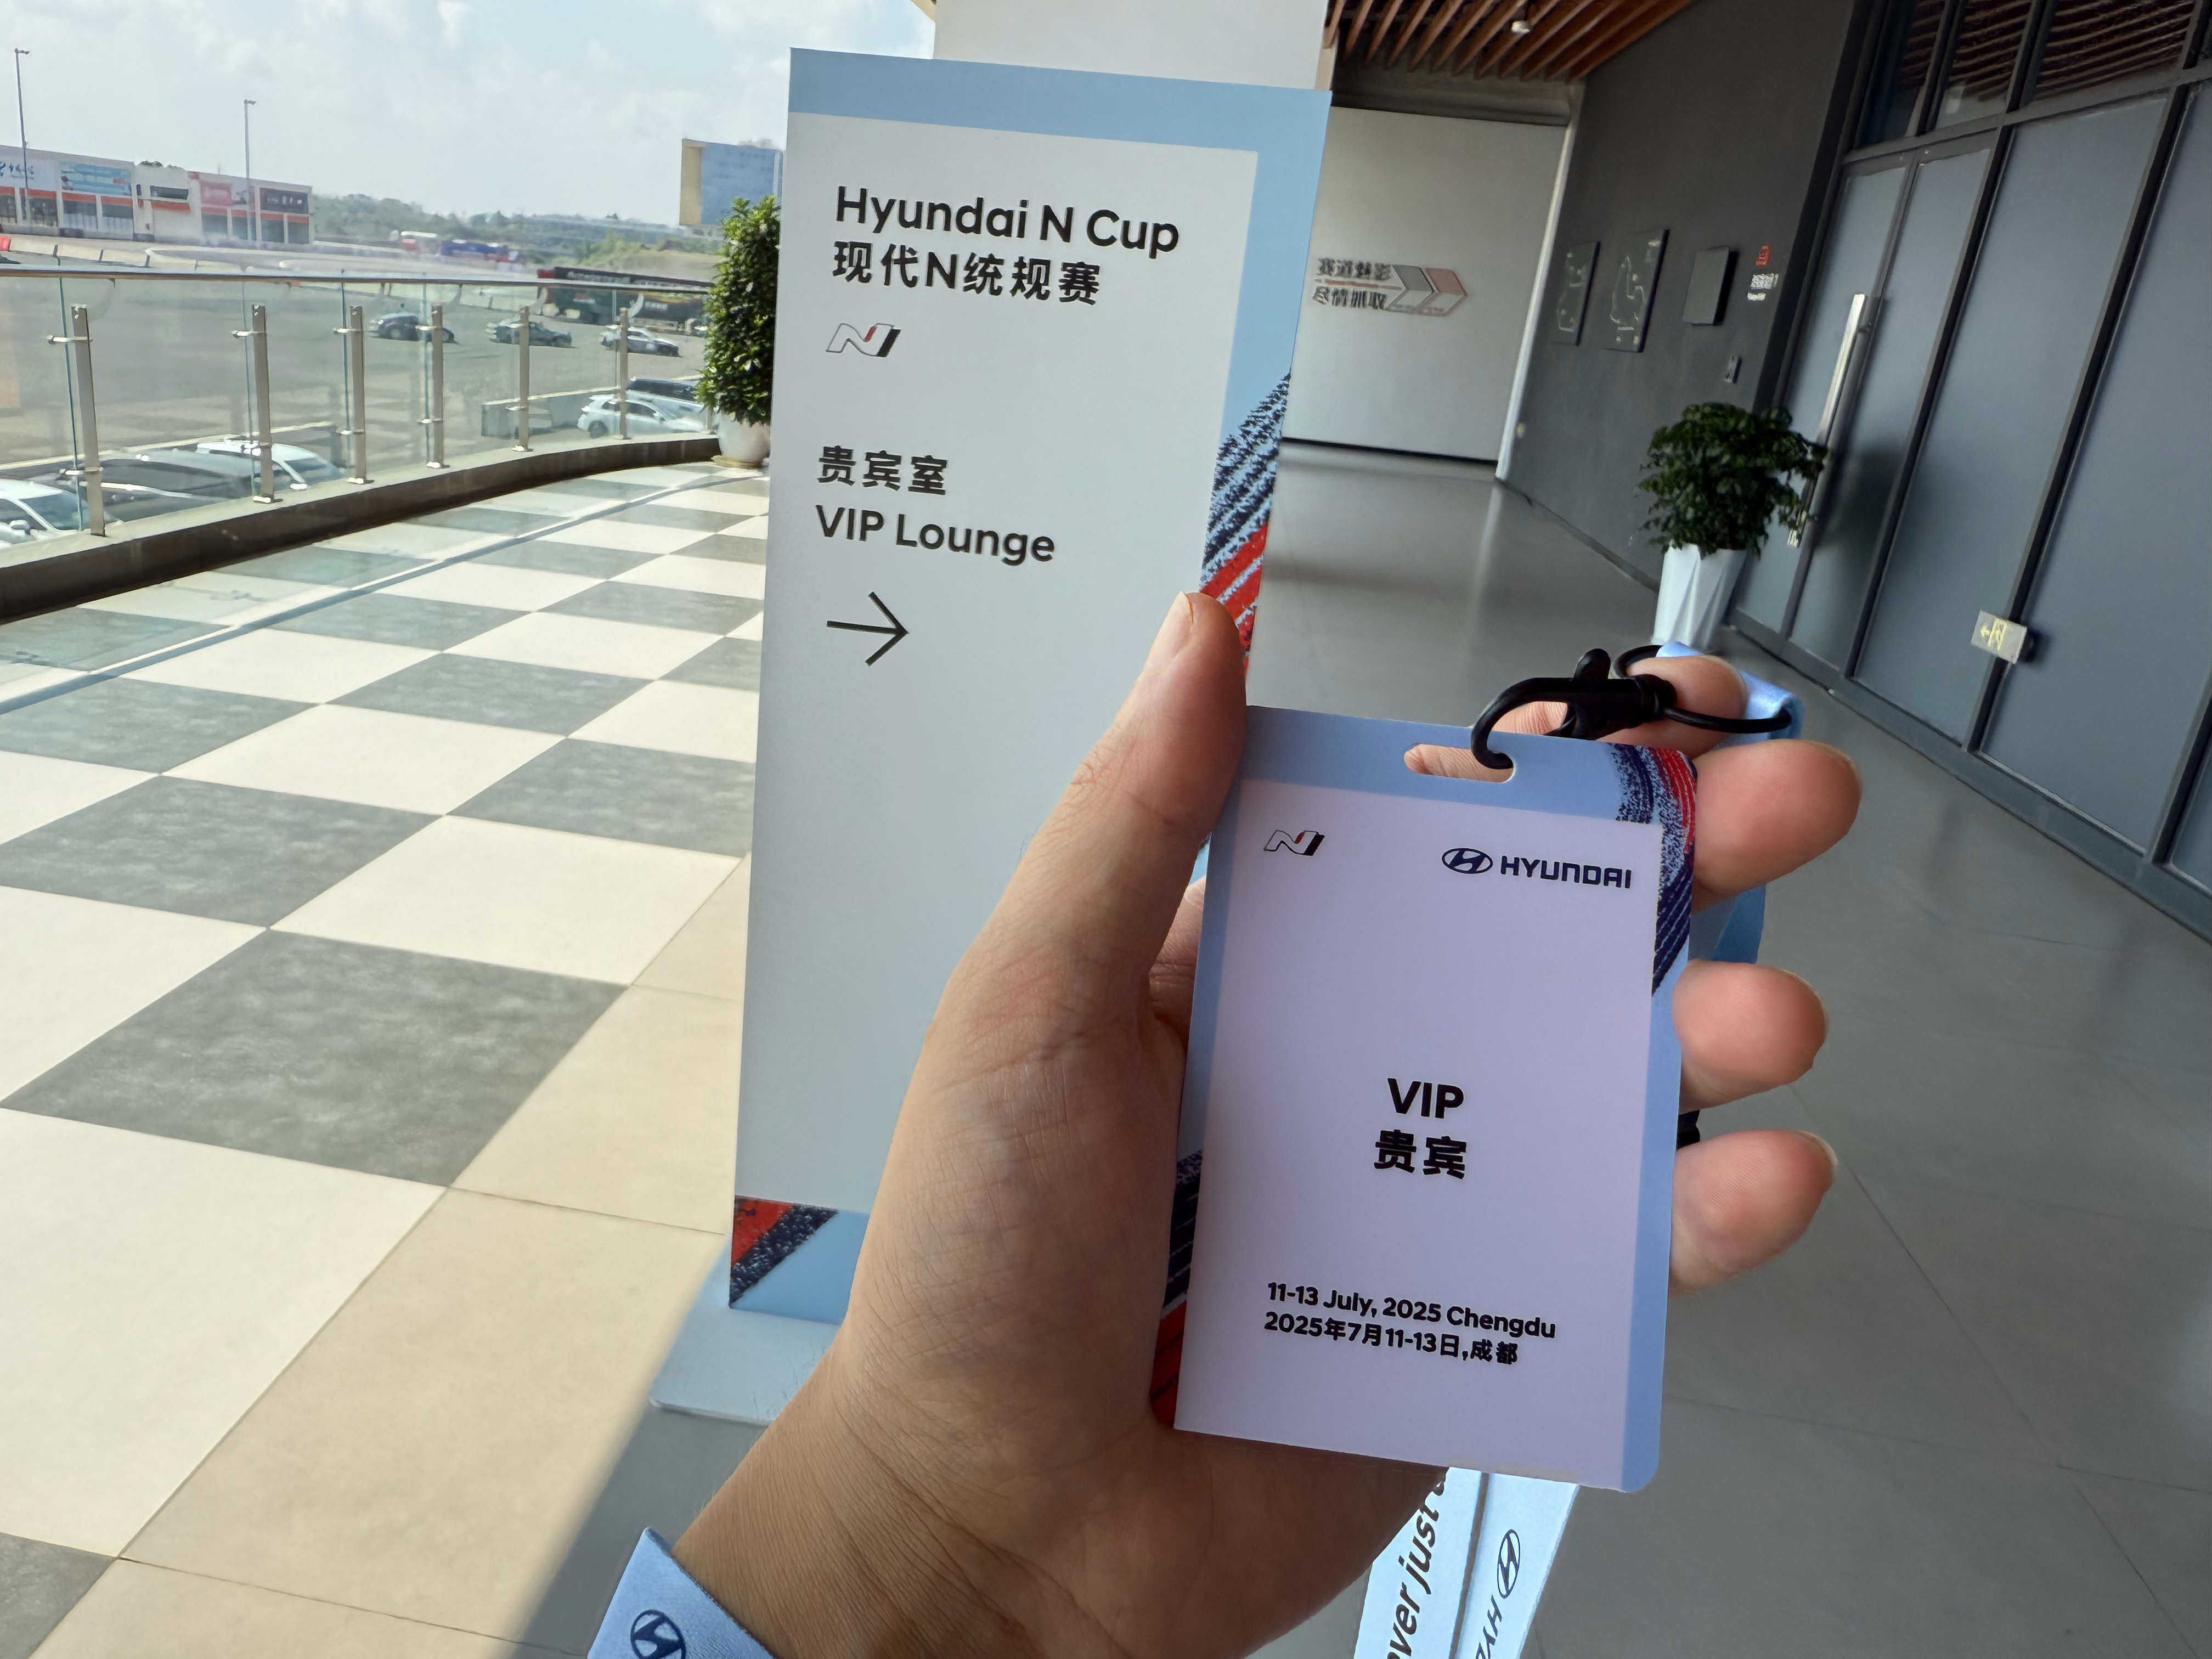 Hyundai N Cup
现代N统规赛
N
贵宾室
VIP Lounge
赛道魅影
尽情抓取
N HYUNDAI
VIP
贵宾
11-13 July, 2025 Chengdu
2025年7月11-13日,成都
ver just